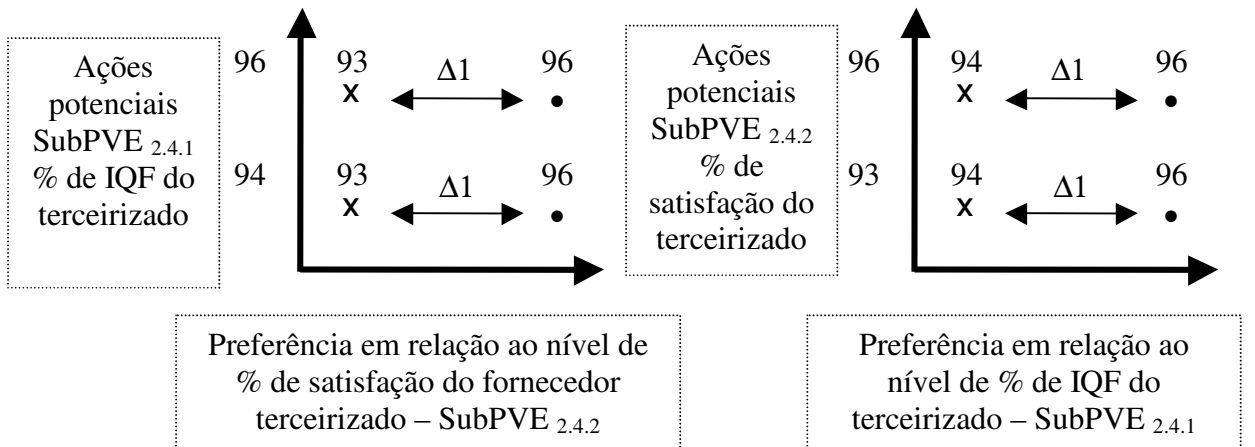 Ações
potenciais
SubPVE 2.4.1
% de IQF do
terceirizado
96
93
Δ1
96
x
94
93
Δ1
96
x
Ações
potenciais
SubPVE 2.4.2
% de
satisfação do
terceirizado
96
94
Δ1
96
x
93
94
Δ1
96
x
Preferência em relação ao nível de
% de satisfação do fornecedor
terceirizado – SubPVE 2.4.2
Preferência em relação ao
nível de % de IQF do
terceirizado – SubPVE 2.4.1